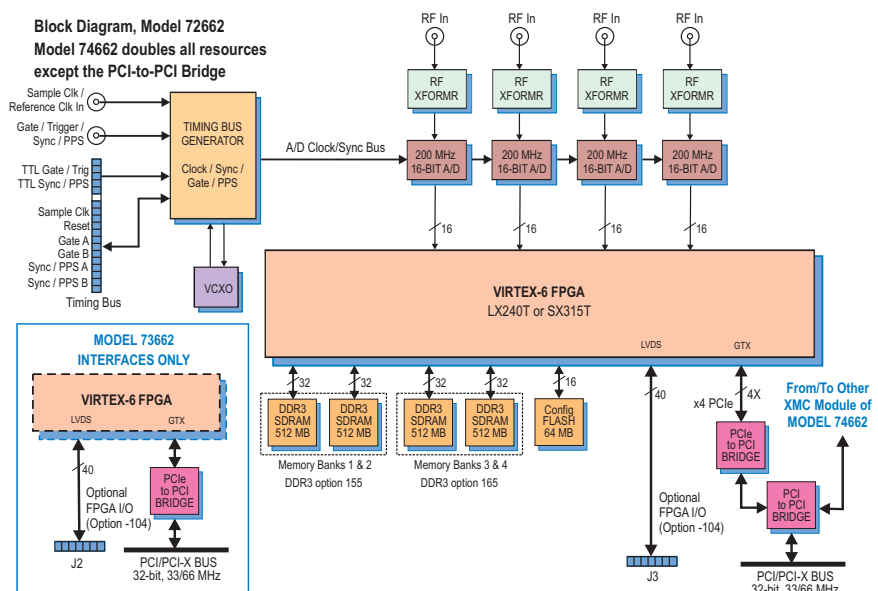 Block Diagram, Model 72662
Model 74662 doubles all resources
except the PCI-to-PCI Bridge
RF In
RF In
RF In
RF In
Sample Clk /
Reference Clk In
Gate / Trigger /
Sync / PPS
TTL Gate / Trig
TTL Sync / PPS
Sample Clk
Reset
Gate A
Gate B
Sync / PPS A
Sync / PPS B
Timing Bus
TIMING BUS
GENERATOR
Clock / Sync /
Gate / PPS
VCXO
A/D Clock/Sync Bus
RF
XFORMR
RF
XFORMR
RF
XFORMR
RF
XFORMR
200 MHz
16-BIT A/D
200 MHz
16-BIT A/D
200 MHz
16-BIT A/D
200 MHz
16-BIT A/D
16
16
16
16
VIRTEX-6 FPGA
LX240T or SX315T
LVDS
GTX
32
32
32
32
16
40
4X
x4 PCIe
DDR3
SDRAM
512 MB
DDR3
SDRAM
512 MB
DDR3
SDRAM
512 MB
DDR3
SDRAM
512 MB
Config
FLASH
64 MB
Memory Banks 1 & 2
DDR3 option 155
Memory Banks 3 & 4
DDR3 option 165
Optional
FPGA I/O
(Option -104)
J3
PCIe
to PCI
BRIDGE
PCI
to PCI
BRIDGE
From/To Other
XMC Module of
MODEL 74662
PCI/PCI-X BUS
32-bit, 33/66 MHz
MODEL 73662
INTERFACES ONLY
VIRTEX-6 FPGA
LVDS
GTX
40
Optional
FPGA I/O
(Option -104)
J2
PCIe
to PCI
BRIDGE
PCI/PCI-X BUS
32-bit, 33/66 MHz